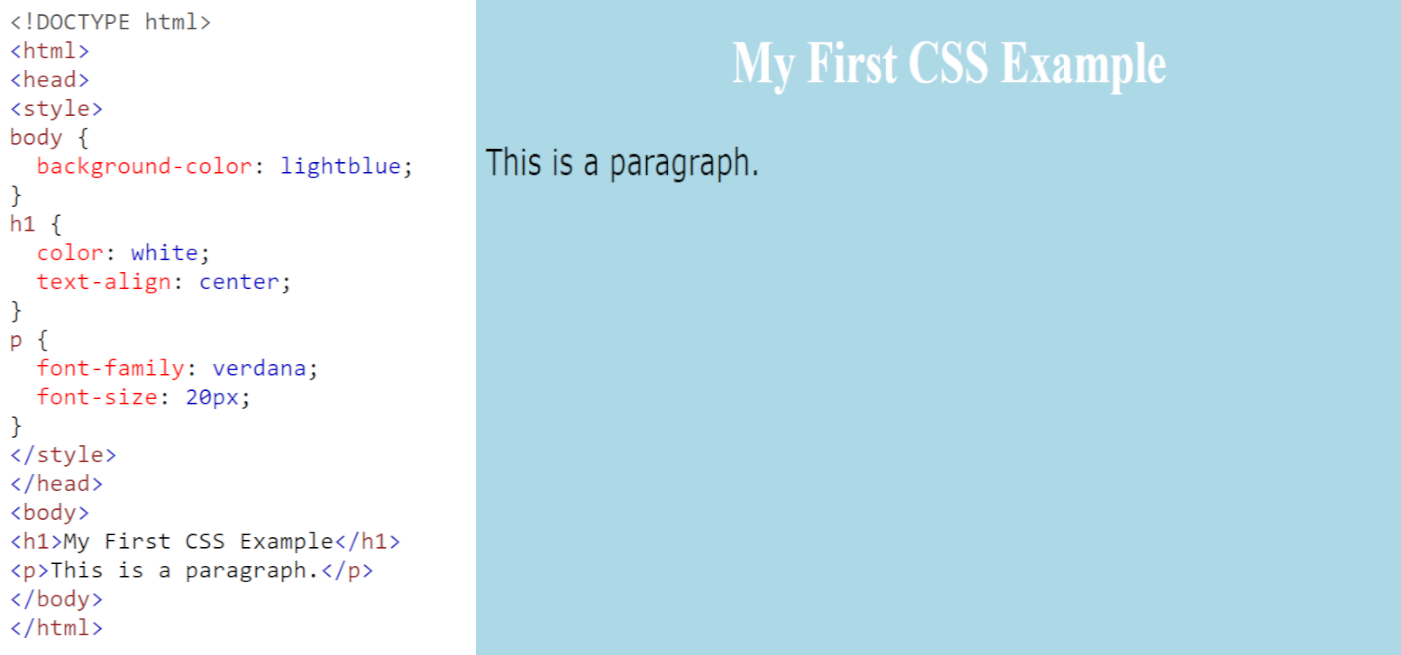 <!DOCTYPE html>
<html>
<head>
<style>
body {
  background-color: lightblue;
}
h1 {
  color: white;
  text-align: center;
}
p {
  font-family: verdana;
  font-size: 20px;
}
</style>
</head>
<body>
<h1>My First CSS Example</h1>
<p>This is a paragraph.</p>
</body>
</html>
My First CSS Example
This is a paragraph.